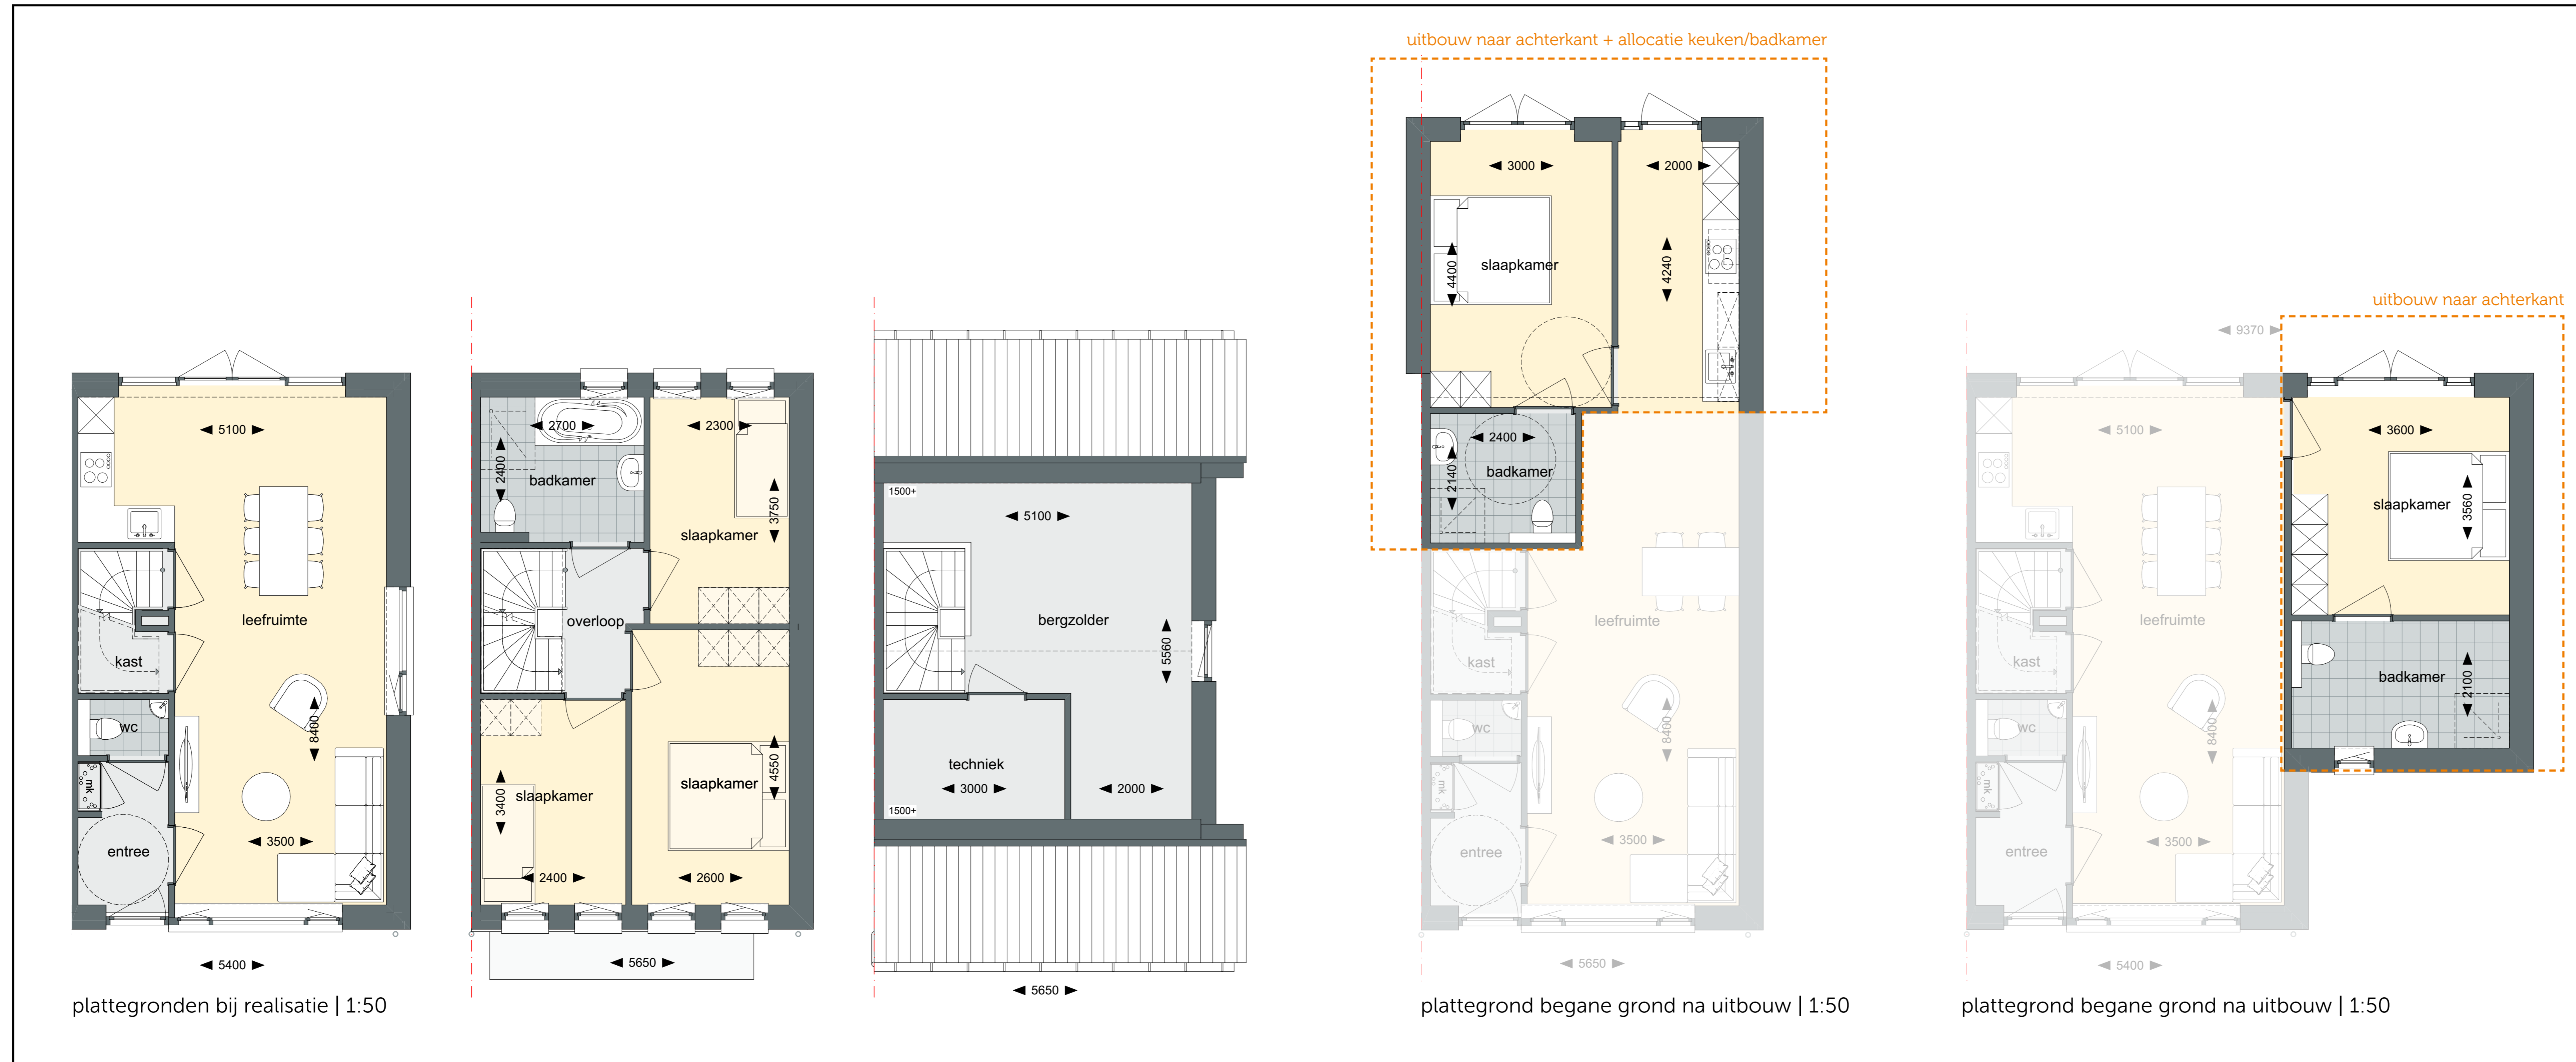 uitbouw naar achterkant + allocatie keuken/badkamer
uitbouw naar achterkant
5100
leefruimte
kast
wc
mk
8400
3500
entree
5400
plattegronden bij realisatie | 1:50
2700
2400
badkamer
2300
3750
slaapkamer
overloop
3400
slaapkamer
2400
slaapkamer
4550
2600
5650
1500+
5100
bergzolder
5560
techniek
3000
2000
1500+
5650
3000
2000
4400
slaapkamer
4240
2400
2140
badkamer
leefruimte
kast
wc
mk
8400
3500
entree
5650
plattegrond begane grond na uitbouw | 1:50
9370
5100
3600
slaapkamer
3560
leefruimte
kast
badkamer
2100
wc
mk
8400
3500
entree
5400
plattegrond begane grond na uitbouw | 1:50